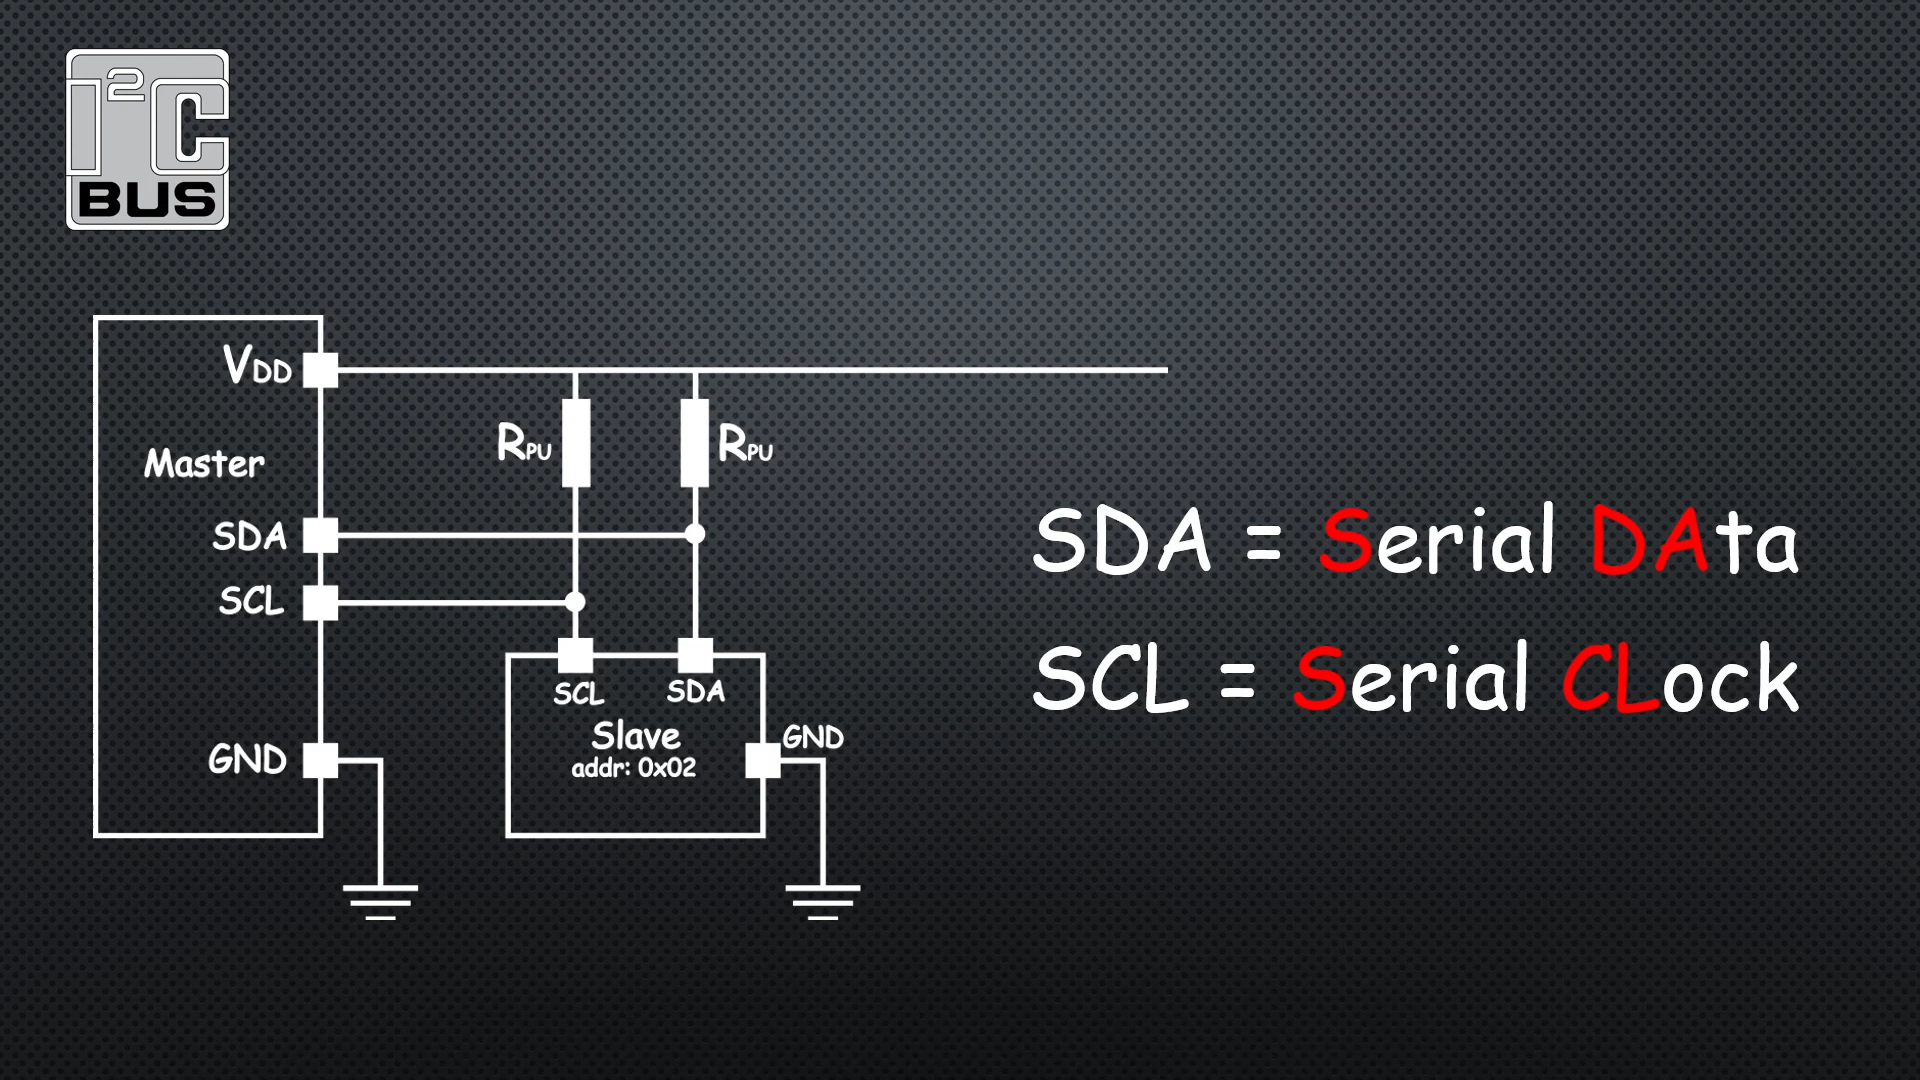 I²C
BUS
VDD
RPU
RPU
Master
SDA
SCL
SDA = Serial DAta
SCL = Serial CLock
SCL
SDA
Slave
addr: 0x02
GND
GND